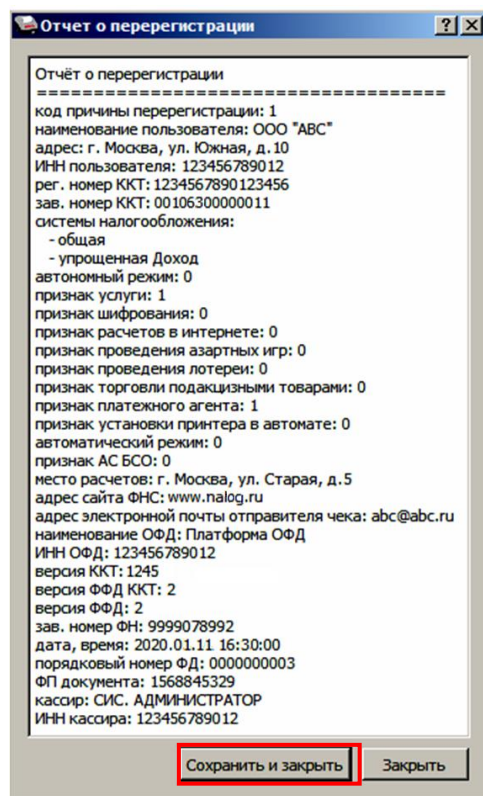 Отчет о перерегистрации
Отчёт о перерегистрации
=====================================
код причины перерегистрации: 1
наименование пользователя: ООО "АВС"
адрес: г. Москва, ул. Южная, д.10
ИНН пользователя: 123456789012
рег. номер ККТ: 1234567890123456
зав. номер ККТ: 00106300000011
системы налогообложения:
- общая
- упрощенная Доход
автономный режим: 0
признак услуги: 1
признак шифрования: 0
признак расчетов в интернете: 0
признак проведения азартных игр: 0
признак проведения лотереи: 0
признак торговли подакцизными товарами: 0
признак платежного агента: 1
признак установки принтера в автомате: 0
автоматический режим: 0
признак АС БСО: 0
место расчетов: г. Москва, ул. Старая, д.5
адрес сайта ФНС: www.nalog.ru
адрес электронной почты отправителя чека: abc@abc.ru
наименование ОФД: Платформа ОФД
ИНН ОФД: 123456789012
версия ККТ: 1245
версия ФФД ККТ: 2
версия ФФД: 2
зав. номер ФН: 9999078992
дата, время: 2020.01.11 16:30:00
порядковый номер ФД: 0000000003
ФП документа: 1568845329
кассир: СИС. АДМИНИСТРАТОР
ИНН кассира: 123456789012
Сохранить и закрыть Закрыть